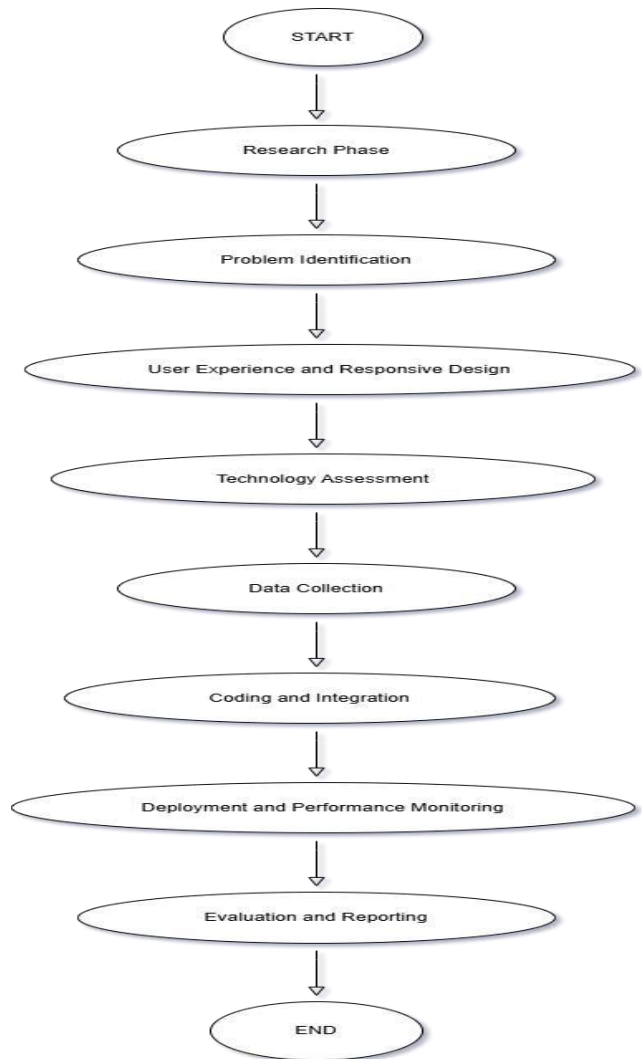 START
Research Phase
Problem Identification
User Experience and Responsive Design
Technology Assessment
Data Collection
Coding and Integration
Deployment and Performance Monitoring
Evaluation and Reporting
END